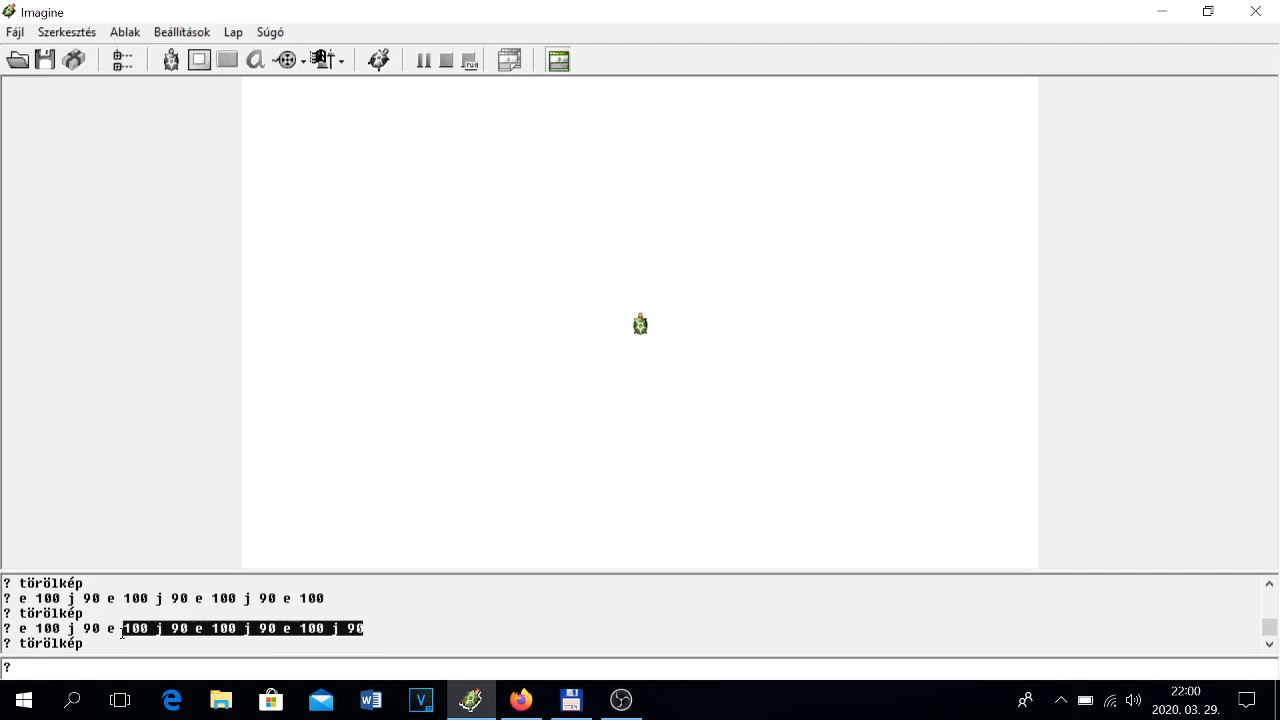 Imagine
Fájl Szerkesztés Ablak Beállítások Lap Súgó
run
? törölkép
? e 100 j 90 e 100 j 90 e 100 j 90 e 100
? törölkép
? e 100 j 90 e 100 j 90 e 100 j 90 e 100 j 90
? törölkép
?
22:00
2020. 03. 29.